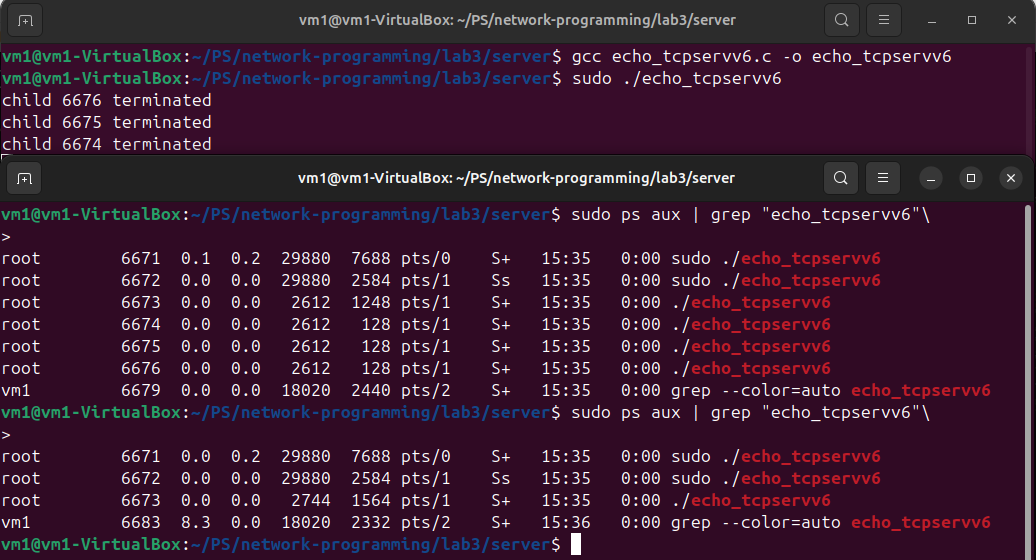 vm1@vm1-VirtualBox: ~/PS/network-programming/lab3/server
vm1@vm1-VirtualBox:~/PS/network-programming/lab3/server$ gcc echo_tcpservv6.c -o echo_tcpservv6
vm1@vm1-VirtualBox:~/PS/network-programming/lab3/server$ sudo ./echo_tcpservv6
child 6676 terminated
child 6675 terminated
child 6674 terminated
vm1@vm1-VirtualBox: ~/PS/network-programming/lab3/server
vm1@vm1-VirtualBox:~/PS/network-programming/lab3/server$ sudo ps aux | grep "echo_tcpservv6"\
>
root        6671  0.1  0.2  29880  7688 pts/0    S+   15:35   0:00 sudo ./echo_tcpservv6
root        6672  0.0  0.0  29880  2584 pts/1    Ss   15:35   0:00 sudo ./echo_tcpservv6
root        6673  0.0  0.0   2612  1248 pts/1    S+   15:35   0:00 ./echo_tcpservv6
root        6674  0.0  0.0   2612   128 pts/1    S+   15:35   0:00 ./echo_tcpservv6
root        6675  0.0  0.0   2612   128 pts/1    S+   15:35   0:00 ./echo_tcpservv6
root        6676  0.0  0.0   2612   128 pts/1    S+   15:35   0:00 ./echo_tcpservv6
vm1         6679  0.0  0.0  18020  2440 pts/2    S+   15:35   0:00 grep --color=auto echo_tcpservv6
vm1@vm1-VirtualBox:~/PS/network-programming/lab3/server$ sudo ps aux | grep "echo_tcpservv6"\
>
root        6671  0.0  0.2  29880  7688 pts/0    S+   15:35   0:00 sudo ./echo_tcpservv6
root        6672  0.0  0.0  29880  2584 pts/1    Ss   15:35   0:00 sudo ./echo_tcpservv6
root        6673  0.0  0.0   2744  1564 pts/1    S+   15:35   0:00 ./echo_tcpservv6
vm1         6683  8.3  0.0  18020  2332 pts/2    S+   15:36   0:00 grep --color=auto echo_tcpservv6
vm1@vm1-VirtualBox:~/PS/network-programming/lab3/server$